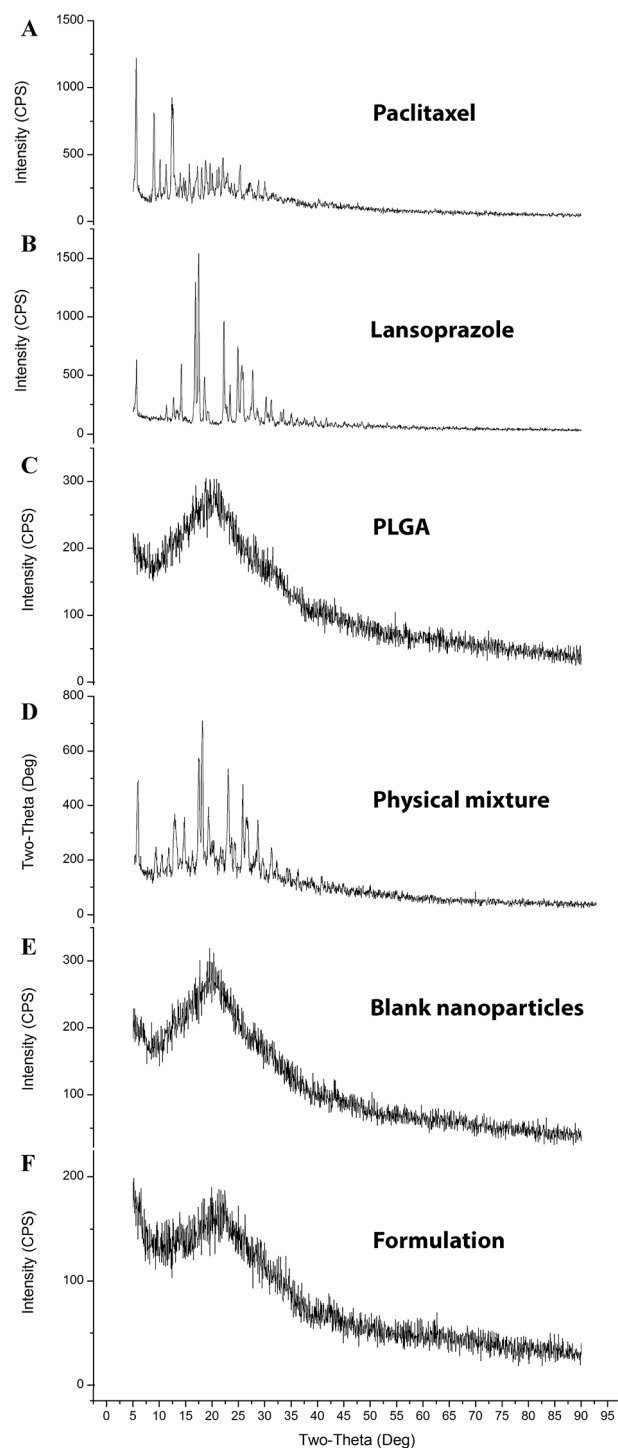 A
1500
1000
500
0
Intensity (CPS)
Paclitaxel
B
1500
1000
500
0
Intensity (CPS)
Lansoprazole
C
300
200
100
0
Intensity (CPS)
PLGA
D
800
600
400
200
0
Two-Theta (Deg)
Physical mixture
E
300
200
100
Intensity (CPS)
Blank nanoparticles
F
200
100
0
Intensity (CPS)
Formulation
0 5 10 15 20 25 30 35 40 45 50 55 60 65 70 75 80 85 90 95
Two-Theta (Deg)